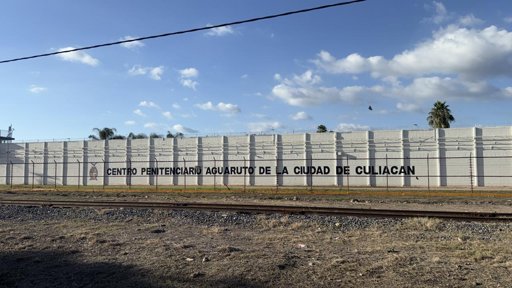 CENTRO PENITENCIARIO AGUARUTO DE LA CIUDAD DE CULIACAN